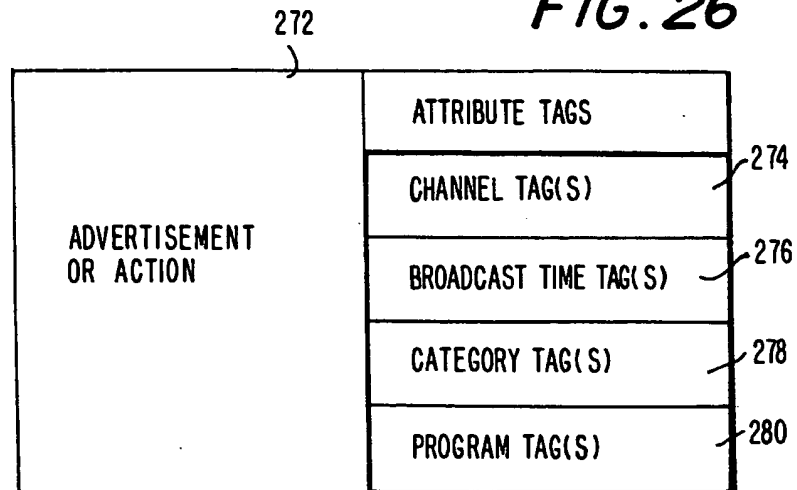 FIG. 26
272
ATTRIBUTE TAGS
CHANNEL TAG(S)
274
ADVERTISEMENT
OR ACTION
BROADCAST TIME TAG(S)
276
CATEGORY TAG(S)
278
PROGRAM TAG(S)
280